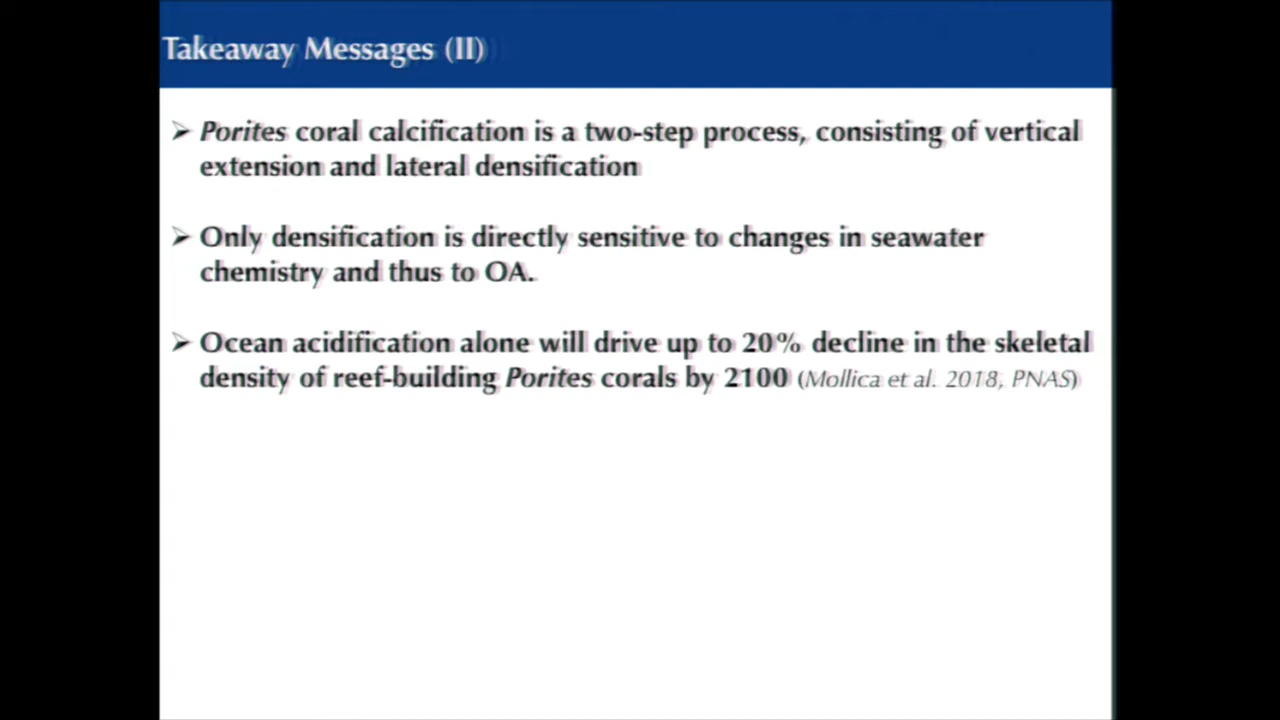 Takeaway Messages (II)
➢ Porites coral calcification is a two-step process, consisting of vertical
extension and lateral densification
➢ Only densification is directly sensitive to changes in seawater
chemistry and thus to OA.
➢ Ocean acidification alone will drive up to 20% decline in the skeletal
density of reef-building Porites corals by 2100 (Mollica et al. 2018, PNAS)